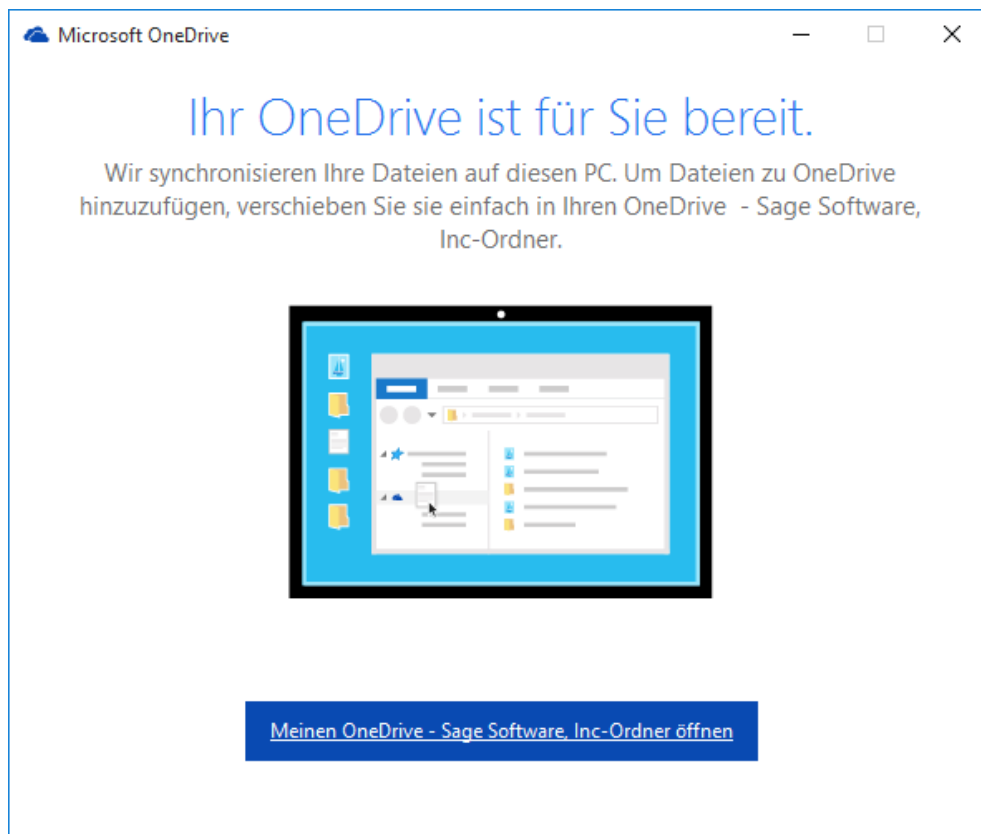 Microsoft OneDrive
Ihr OneDrive ist für Sie bereit.
Wir synchronisieren Ihre Dateien auf diesen PC. Um Dateien zu OneDrive
hinzuzufügen, verschieben Sie sie einfach in Ihren OneDrive  - Sage Software,
Inc-Ordner.
Meinen OneDrive - Sage Software, Inc-Ordner öffnen